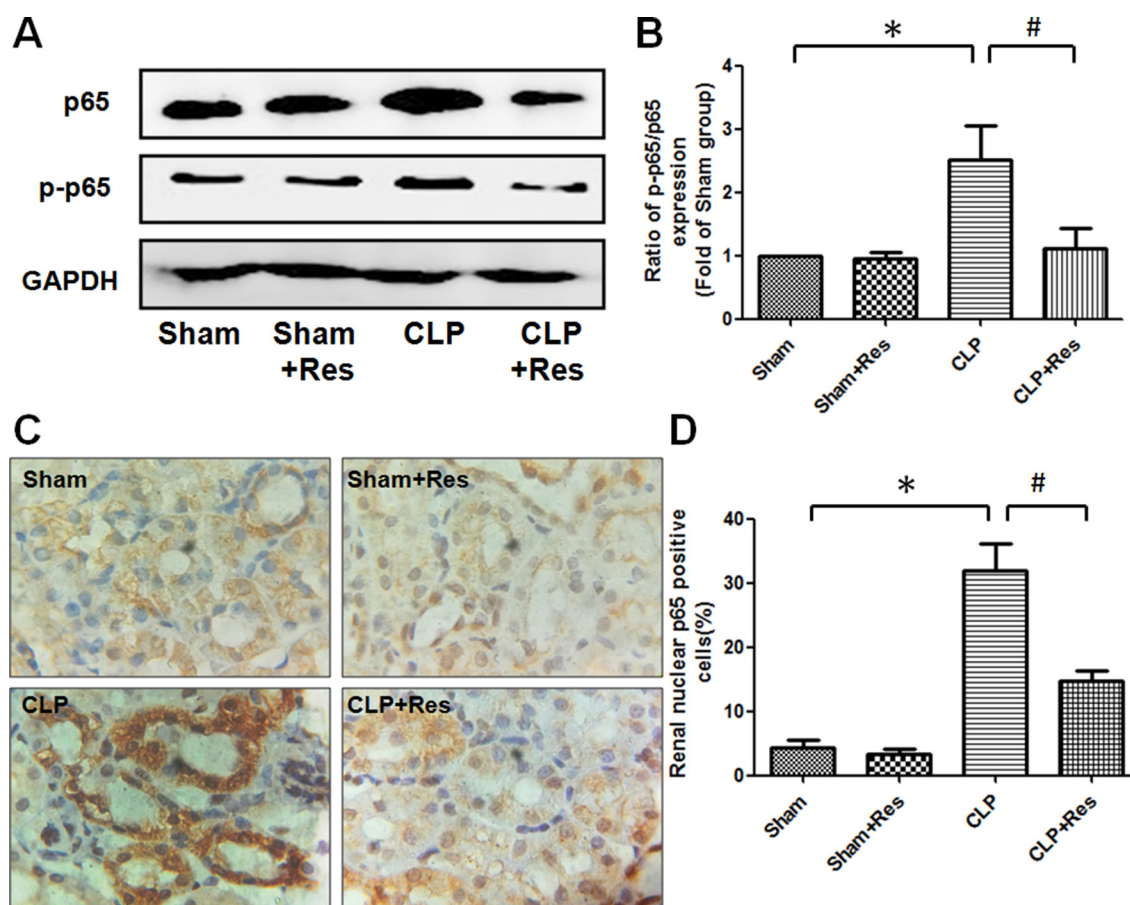 A
p65
p-p65
GAPDH
Sham
Sham
+Res
CLP
CLP
+Res
B
*
#
Ratio of p-p65/p65
expression
(Fold of Sham group)
4
3
2
1
0
Sham
Sham+Res
CLP
CLP+Res
C
Sham
Sham+Res
CLP
CLP+Res
D
*
#
Renal nuclear p65 positive
cells(%)
40
30
20
10
0
Sham
Sham+Res
CLP
CLP+Res